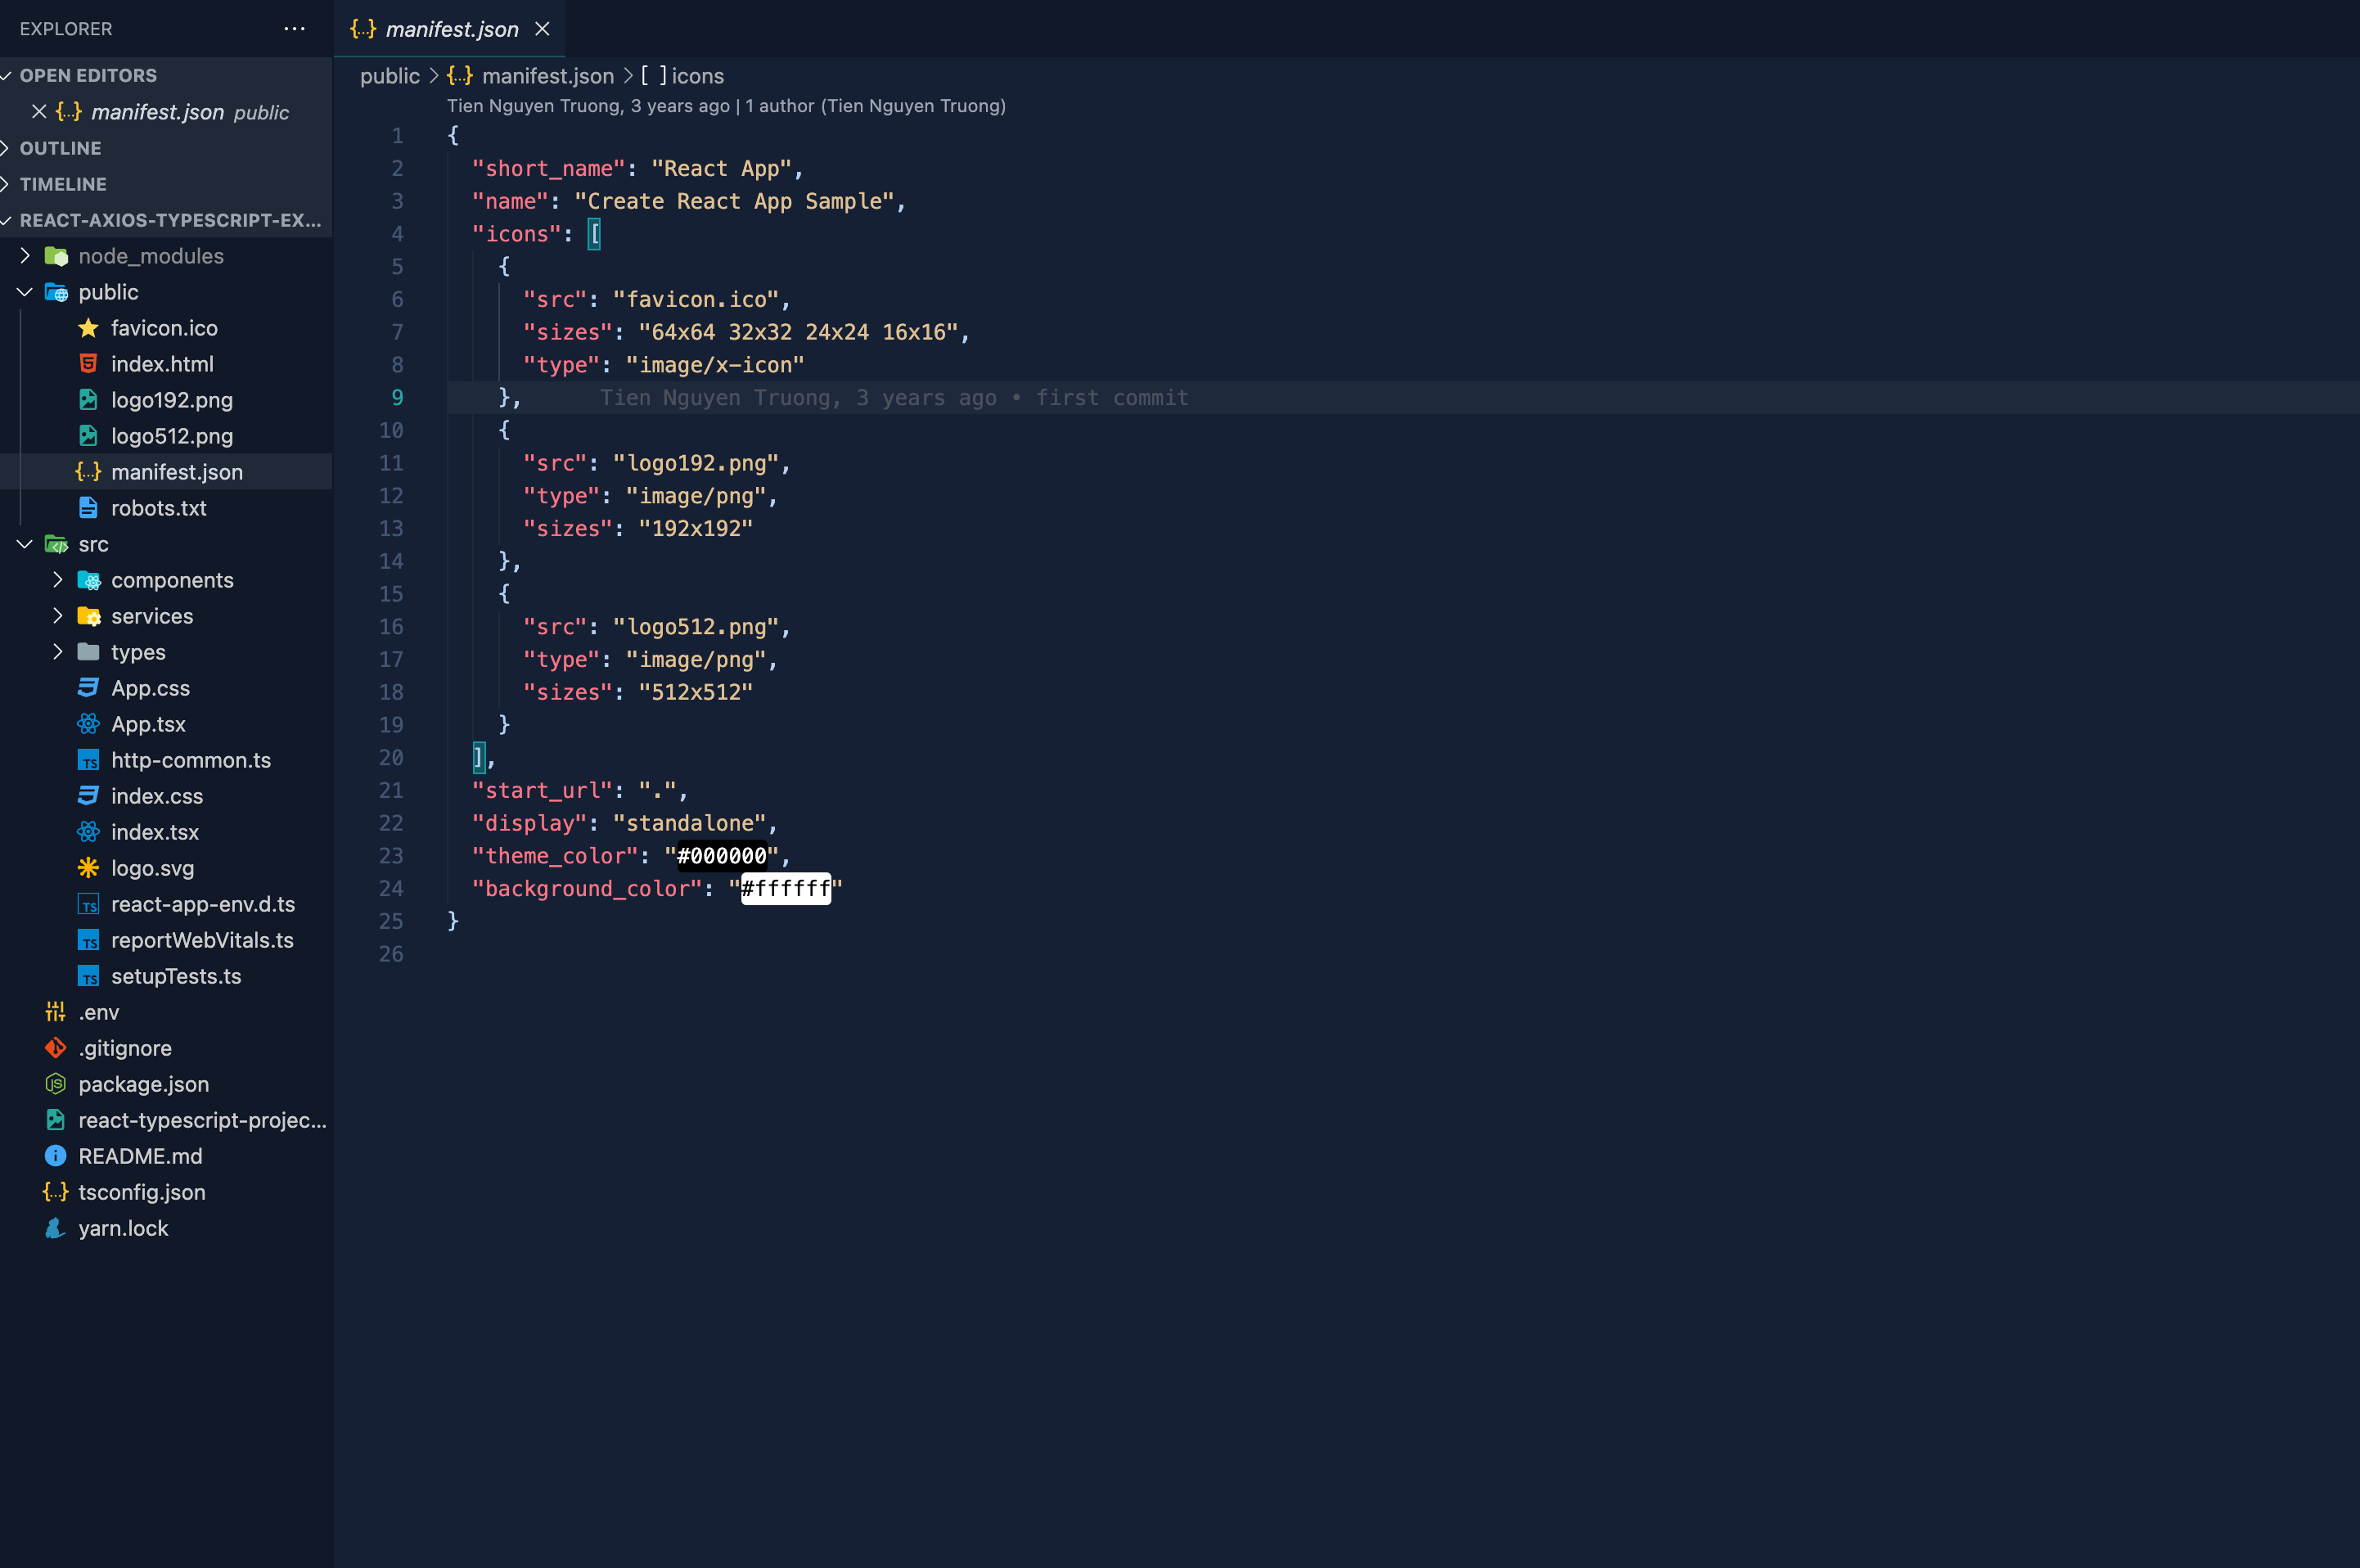 EXPLORER
OPEN EDITORS
manifest.json public
OUTLINE
TIMELINE
REACT-AXIOS-TYPESCRIPT-EX...
node_modules
public
favicon.ico
index.html
logo192.png
logo512.png
manifest.json
robots.txt
src
components
services
types
App.css
App.tsx
http-common.ts
index.css
index.tsx
logo.svg
react-app-env.d.ts
reportWebVitals.ts
setupTests.ts
.env
.gitignore
package.json
react-typescript-projec...
README.md
tsconfig.json
yarn.lock
{..} manifest.json
public > {..} manifest.json > [ ] icons
Tien Nguyen Truong, 3 years ago | 1 author (Tien Nguyen Truong)
1 {
2 "short_name": "React App",
3 "name": "Create React App Sample",
4 "icons": [
5 {
6 "src": "favicon.ico",
7 "sizes": "64x64 32x32 24x24 16x16",
8 "type": "image/x-icon"
9 }, Tien Nguyen Truong, 3 years ago • first commit
10 {
11 "src": "logo192.png",
12 "type": "image/png",
13 "sizes": "192x192"
14 },
15 {
16 "src": "logo512.png",
17 "type": "image/png",
18 "sizes": "512x512"
19 }
20 ],
21 "start_url": ".",
22 "display": "standalone",
23 "theme_color": "#000000",
24 "background_color": "#ffffff"
25 }
26